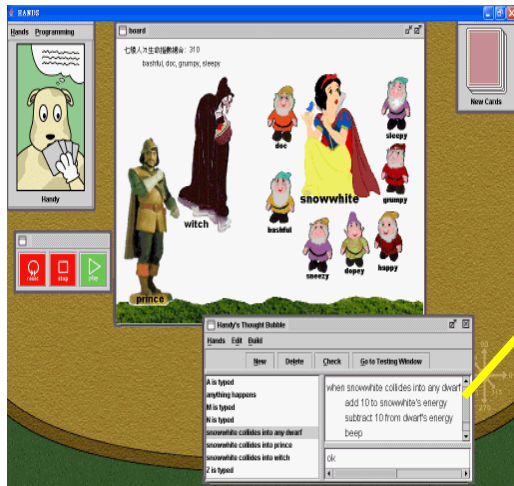 HANDS
Hands Programming
Handy
board
七矮人的生命指數總合: 310
bashful, doc, grumpy, sleepy
doc
sleepy
snowwhite
grumpy
witch
bashful
sneezy
dopey
happy
prince
New Cards
reset
stop
play
Handy's Thought Bubble
Hands Edit Build
New Delete Check Go to Testing Window
A is typed
anything happens
M is typed
N is typed
snowwhite collides into any dwarf
snowwhite collides into prince
snowwhite collides into witch
Z is typed
when snowwhite collides into any dwarf
add 10 to snowwhite's energy
subtract 10 from dwarf's energy
beep
ok
90
0
270